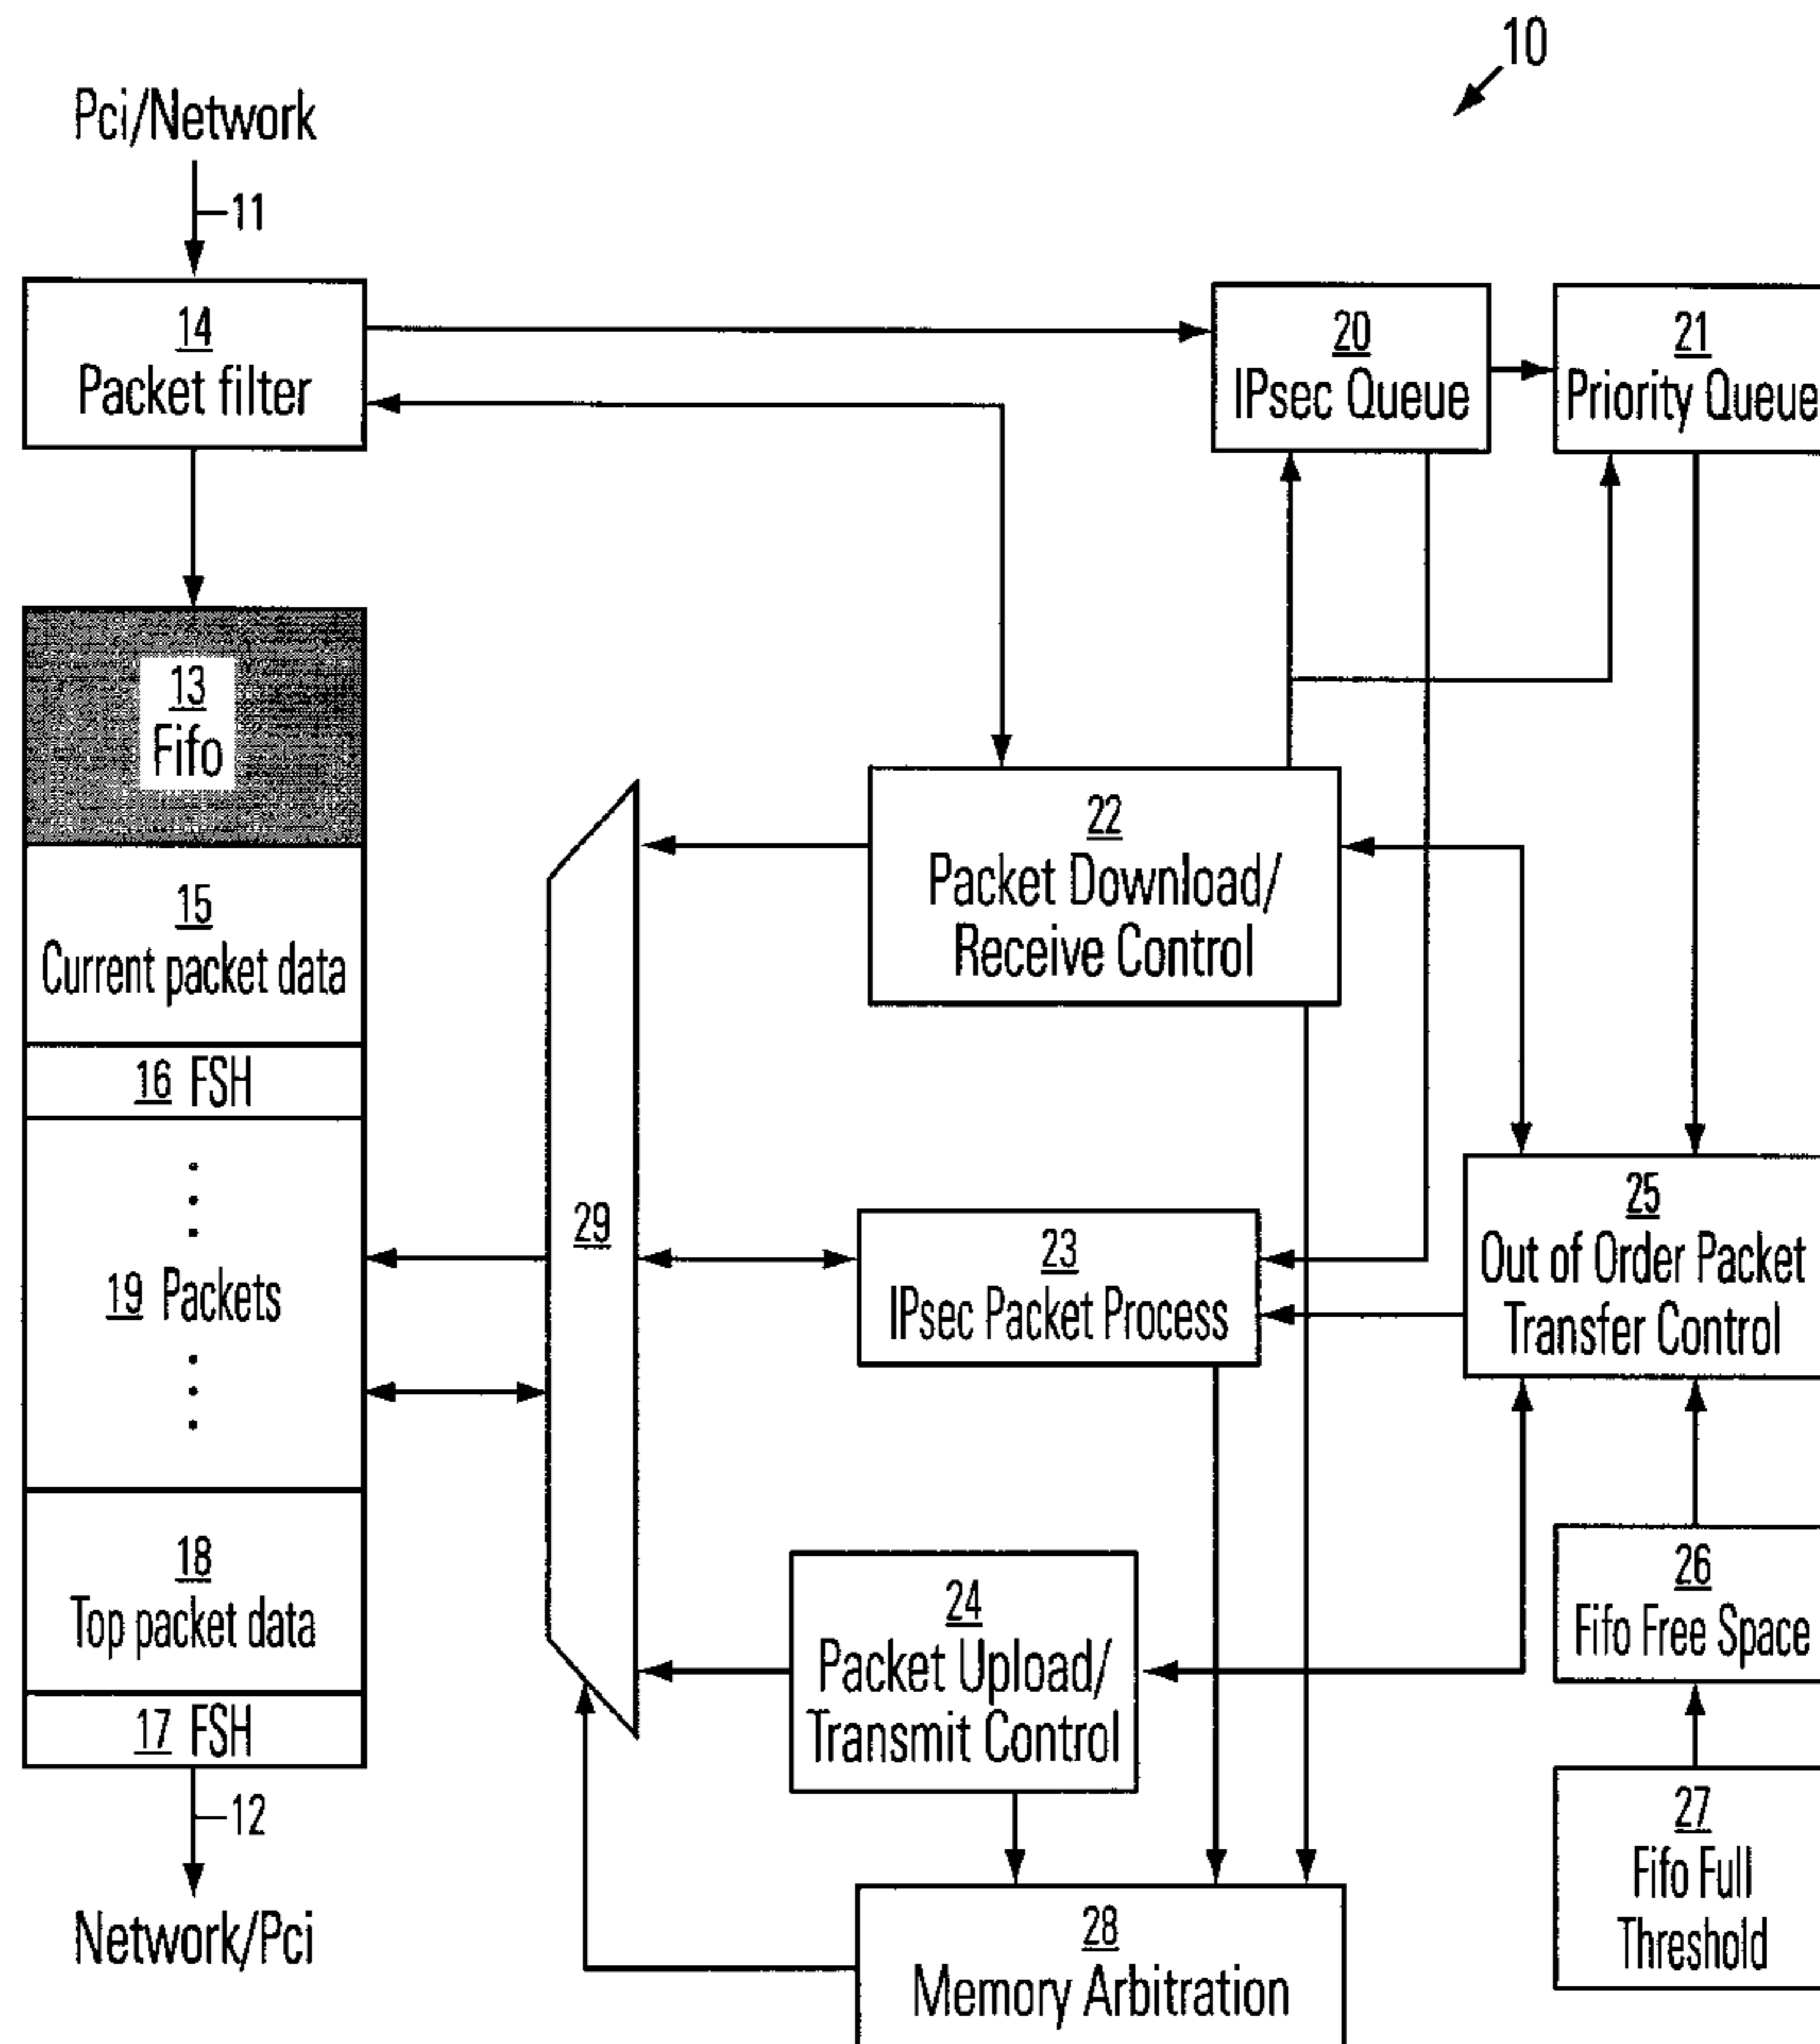 10
Pci/Network
11
14
Packet filter
20
IPsec Queue
21
Priority Queue
13
Fifo
22
Packet Download/
Receive Control
15
Current packet data
16 FSH
19 Packets
29
23
IPsec Packet Process
25
Out of Order Packet
Transfer Control
18
Top packet data
24
Packet Upload/
Transmit Control
26
Fifo Free Space
17 FSH
12
Network/Pci
27
Fifo Full
Threshold
28
Memory Arbitration